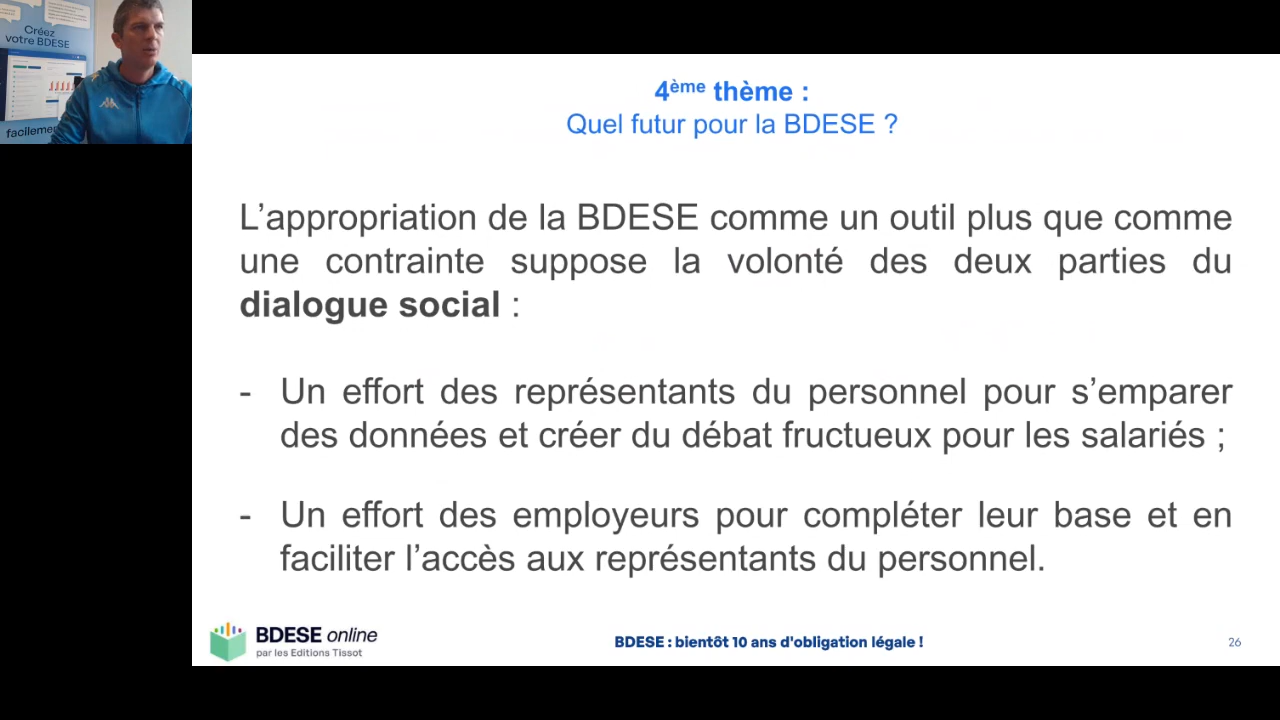 Créez
votre BDESE
facilement
4ème thème :
Quel futur pour la BDESE ?
L’appropriation de la BDESE comme un outil plus que comme
une contrainte suppose la volonté des deux parties du
dialogue social :
- Un effort des représentants du personnel pour s’emparer
des données et créer du débat fructueux pour les salariés ;
- Un effort des employeurs pour compléter leur base et en
faciliter l’accès aux représentants du personnel.
BDESE online
par les Editions Tissot
BDESE : bientôt 10 ans d'obligation légale !
26